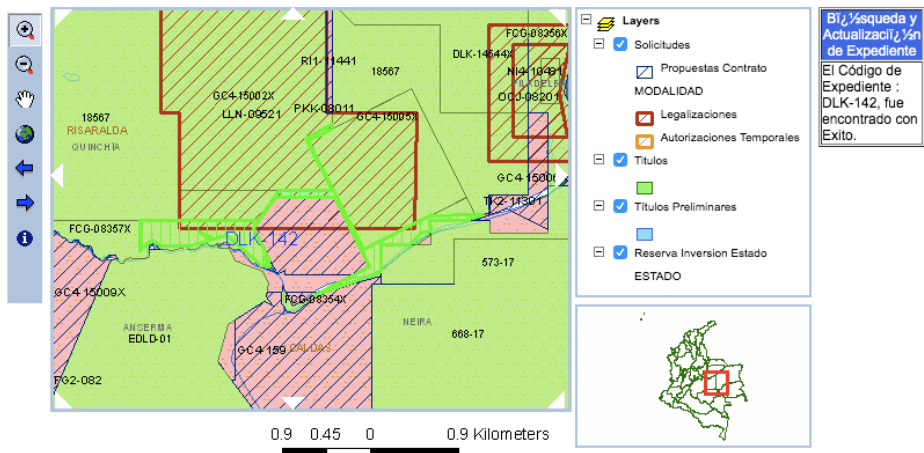 FCG-08356X
RI1-11441
DLK-14544X
18567
NI4-10491
FILADELFIA
GC4-15002X
OCJ-08201
PKK-08011
LLN-09521
GC4-15005X
18567
RISARALDA
QUINCHÍA
GC4-15006
TK2-11301
FCG-08357X
DLK-142
573-17
GC4-15009X
FCG-08354X
ANSERMA
EDLD-01
NEIRA
668-17
GC4-159
CALDAS
FG2-082
0.9 0.45 0 0.9 Kilometers
Layers
Solicitudes
Propuestas Contrato
MODALIDAD
Legalizaciones
Autorizaciones Temporales
Titulos
Títulos Preliminares
Reserva Inversion Estado
ESTADO
Bï¿½squeda y
Actualizaciï¿½n
de Expediente
El Código de
Expediente :
DLK-142, fue
encontrado con
Exito.